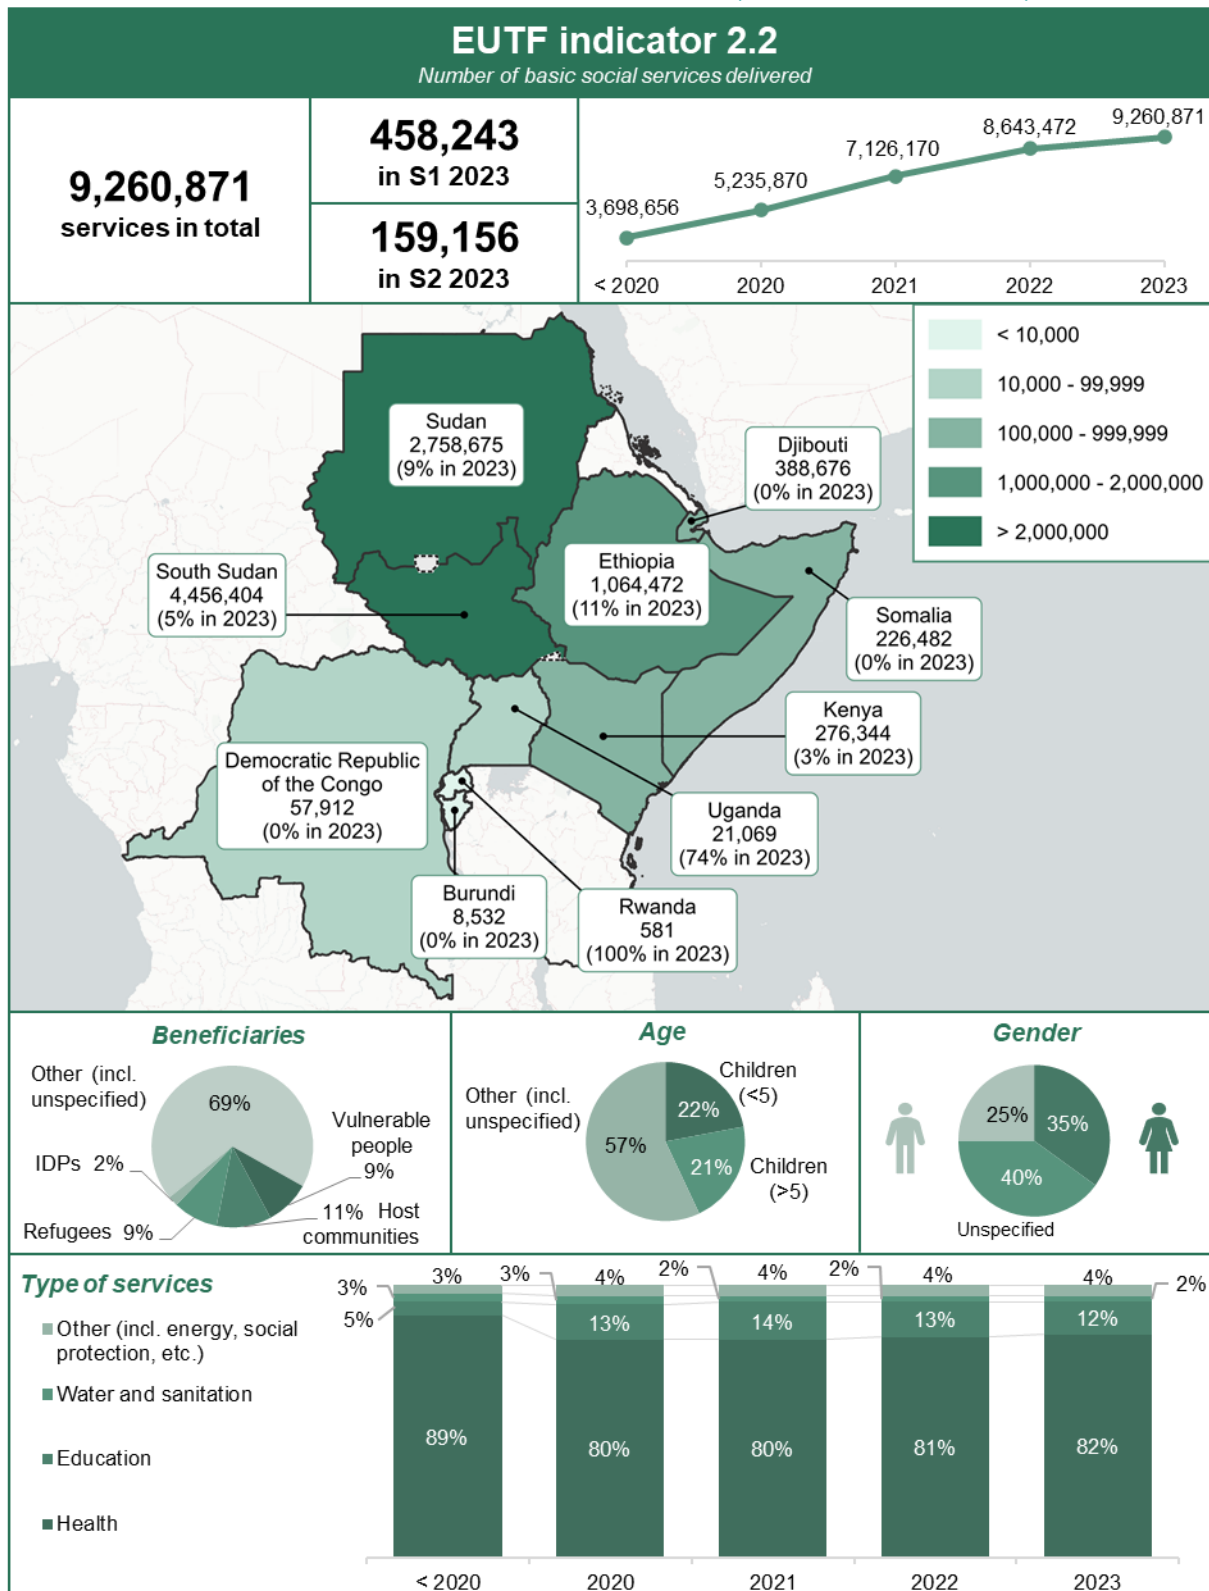 EUTF indicator 2.2
Number of basic social services delivered
9,260,871
services in total
458,243
in S1 2023
159,156
in S2 2023
3,698,656
5,235,870
7,126,170
8,643,472
9,260,871
< 2020
2020
2021
2022
2023
< 10,000
10,000 - 99,999
100,000 - 999,999
1,000,000 - 2,000,000
> 2,000,000
Sudan
2,758,675
(9% in 2023)
Djibouti
388,676
(0% in 2023)
Ethiopia
1,064,472
(11% in 2023)
South Sudan
4,456,404
(5% in 2023)
Somalia
226,482
(0% in 2023)
Kenya
276,344
(3% in 2023)
Democratic Republic
of the Congo
57,912
(0% in 2023)
Uganda
21,069
(74% in 2023)
Burundi
8,532
(0% in 2023)
Rwanda
581
(100% in 2023)
Beneficiaries
Other (incl.
unspecified)
69%
Vulnerable
people
9%
IDPs 2%
11% Host
communities
Refugees 9%
Age
Children
(<5)
Other (incl.
unspecified)
22%
57%
21%
Children
(>5)
Gender
25%
35%
40%
Unspecified
Type of services
Other (incl. energy, social
protection, etc.)
Water and sanitation
Education
Health
3%
3%
5%
89%
3%
4%
13%
80%
2%
4%
14%
80%
2%
4%
13%
81%
4%
2%
12%
82%
< 2020
2020
2021
2022
2023